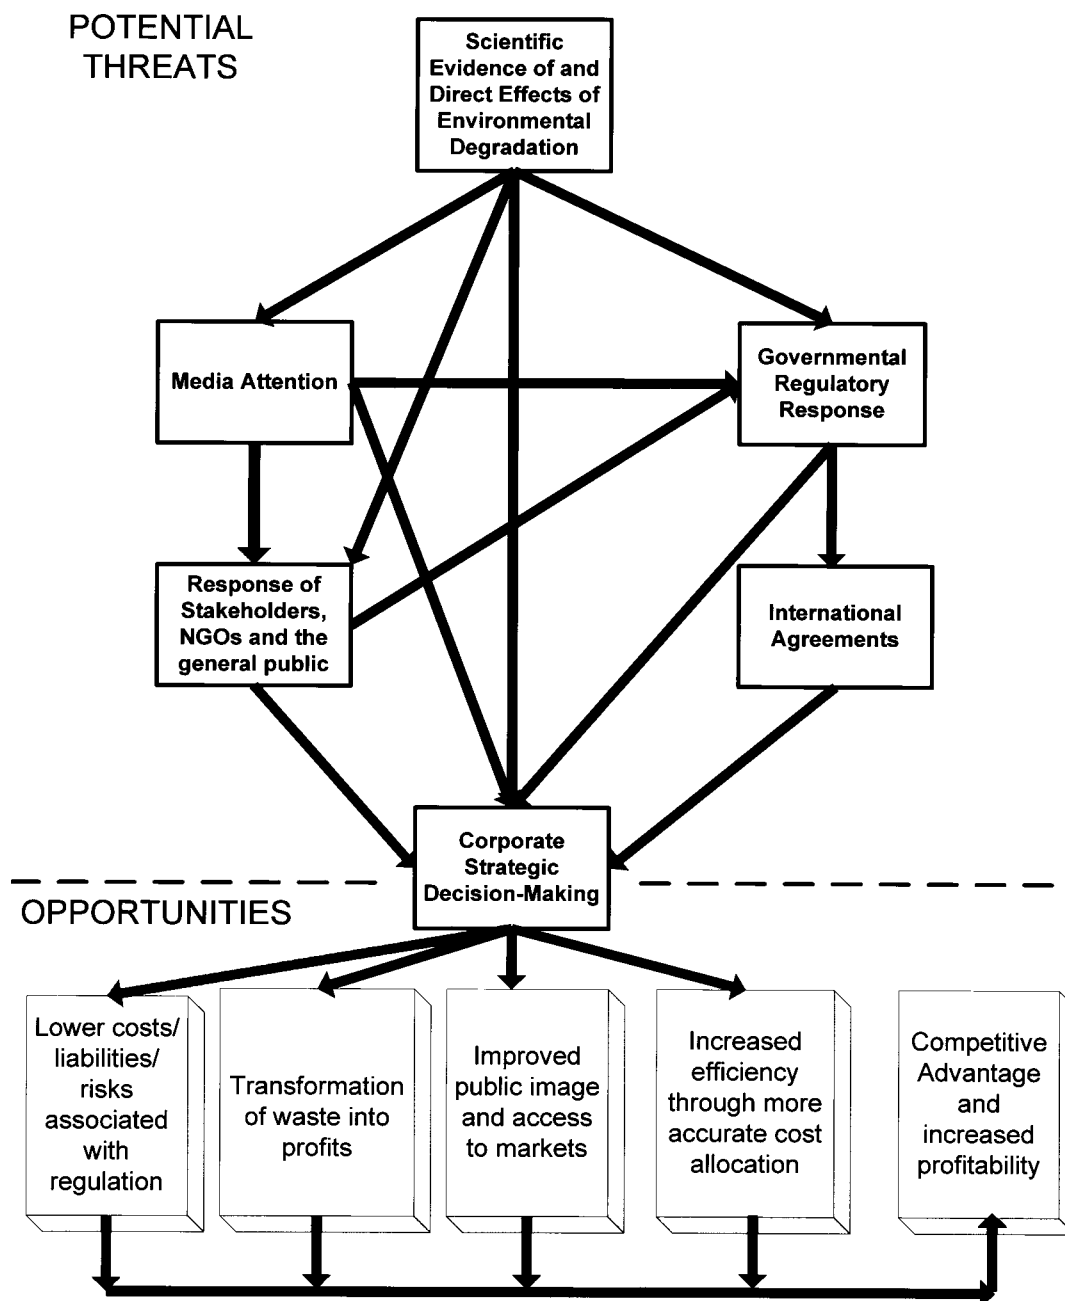 POTENTIAL
THREATS
Scientific
Evidence of and
Direct Effects of
Environmental
Degradation
Media Attention
Governmental
Regulatory
Response
Response of
Stakeholders,
NGOs and the
general public
International
Agreements
Corporate
Strategic
Decision-Making
OPPORTUNITIES
Lower costs/
liabilities/
risks
associated
with
regulation
Transformation
of waste into
profits
Improved
public image
and access
to markets
Increased
efficiency
through more
accurate cost
allocation
Competitive
Advantage
and
increased
profitability